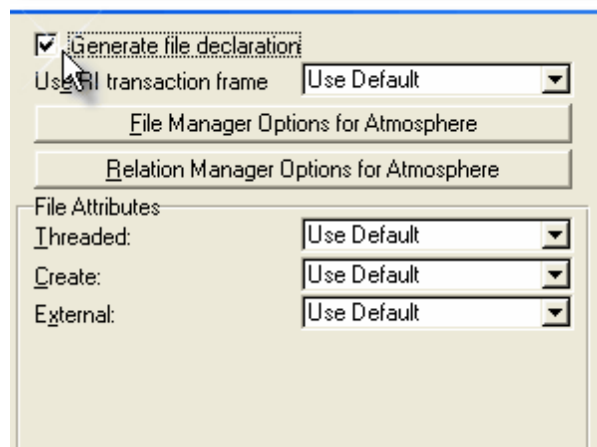 Generate file declaration
Use RI transaction frame Use Default
File Manager Options for Atmosphere
Relation Manager Options for Atmosphere
File Attributes
Threaded: Use Default
Create: Use Default
External: Use Default